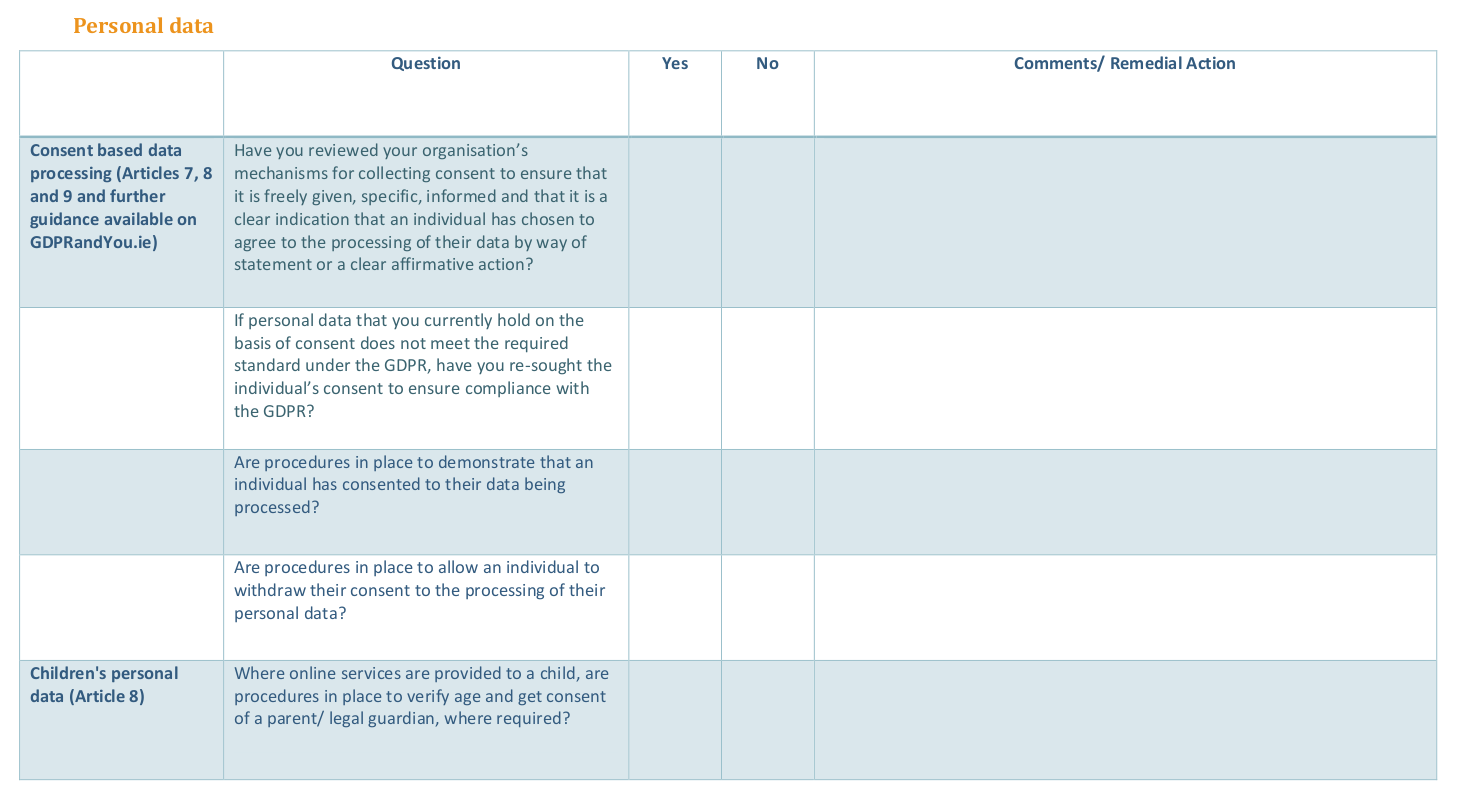 Personal data
Question
Yes
No
Comments/ Remedial Action
Consent based data
processing (Articles 7, 8
and 9 and further
guidance available on
GDPRandYou.ie)
Have you reviewed your organisation’s
mechanisms for collecting consent to ensure that
it is freely given, specific, informed and that it is a
clear indication that an individual has chosen to
agree to the processing of their data by way of
statement or a clear affirmative action?
If personal data that you currently hold on the
basis of consent does not meet the required
standard under the GDPR, have you re-sought the
individual’s consent to ensure compliance with
the GDPR?
Are procedures in place to demonstrate that an
individual has consented to their data being
processed?
Are procedures in place to allow an individual to
withdraw their consent to the processing of their
personal data?
Children's personal
data (Article 8)
Where online services are provided to a child, are
procedures in place to verify age and get consent
of a parent/ legal guardian, where required?